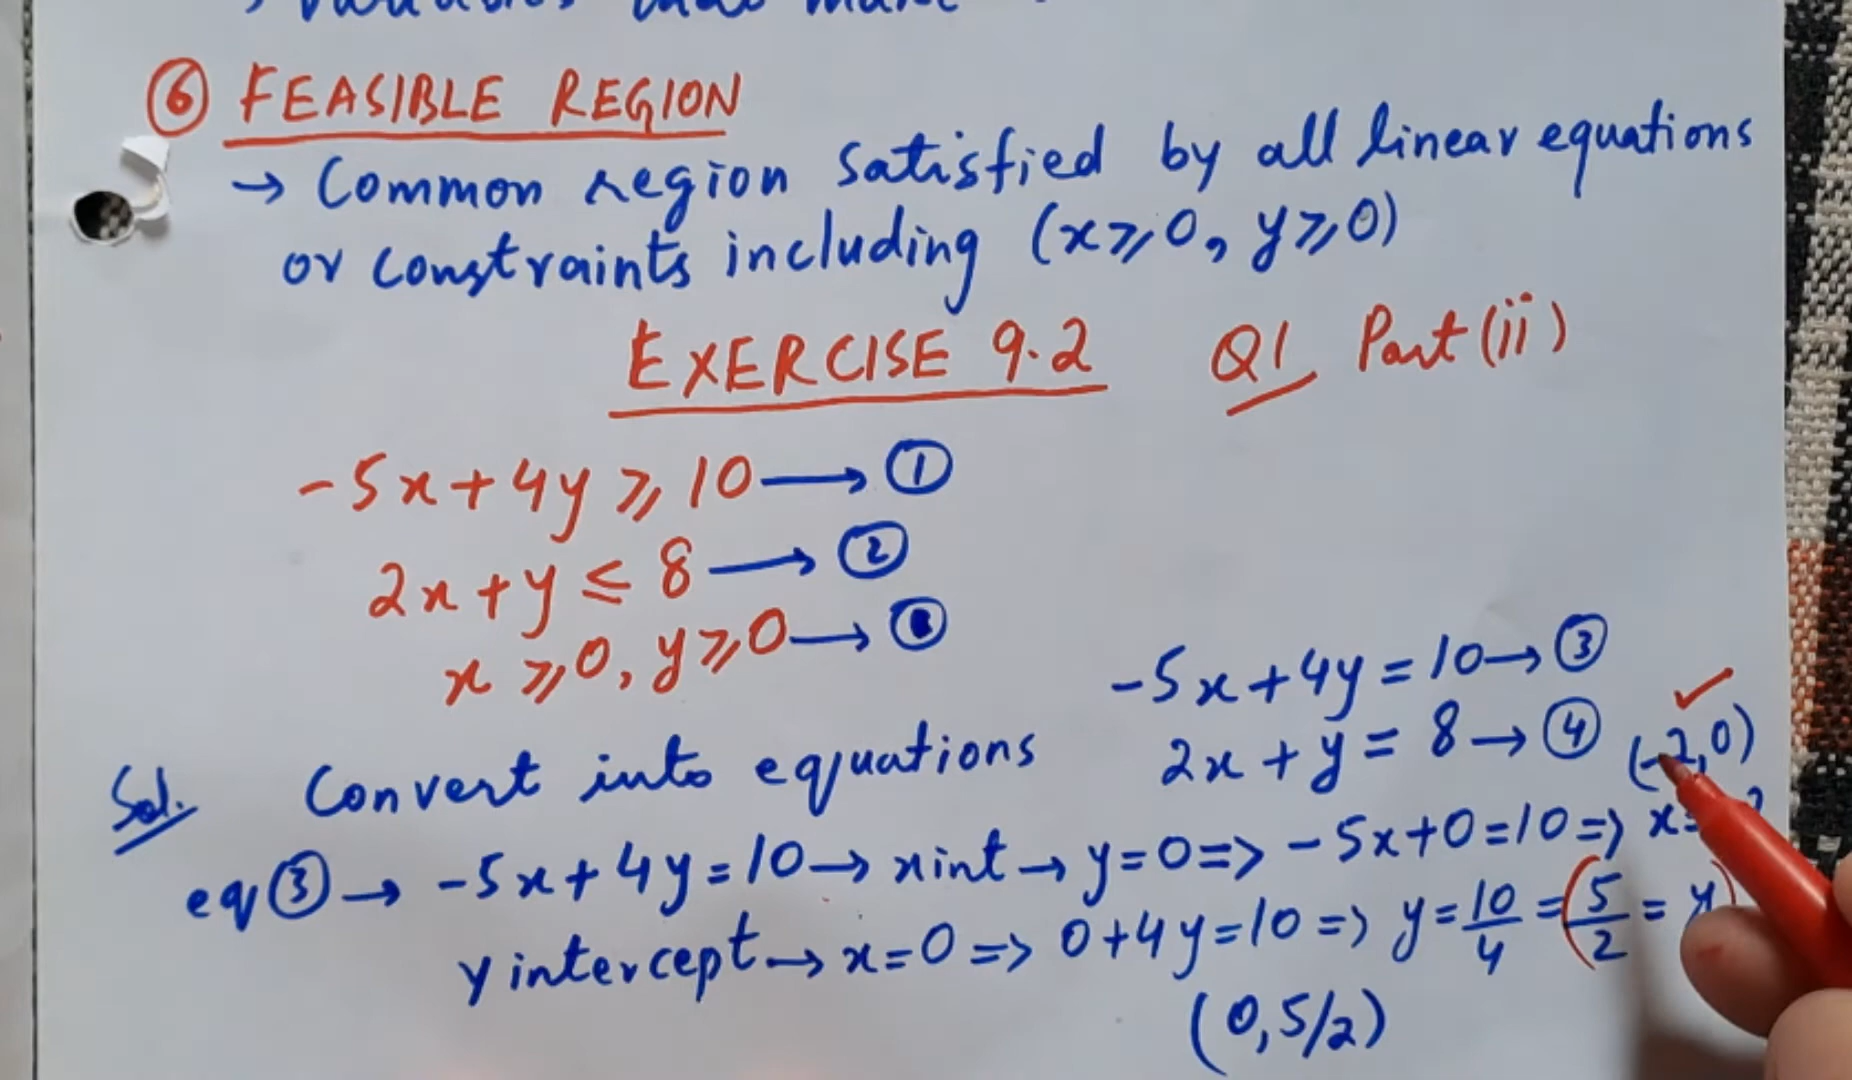 ⑥ FEASIBLE REGION
→ Common region satisfied by all linear equations
or constraints including (x⩾0, y⩾0)
EXERCISE 9.2 Q1 Part (ii)
-5x+4y⩾10→①
2x+y≤8→②
x⩾0, y⩾0→
-5x+4y=10→③
2x+y=8→④ (-2,0)
Sol. Convert into equations
eq③→ -5x+4y=10→ x int→ y=0=> -5x+0=10=> x=
y intercept→ x=0=> 0+4y=10=> y=10/4=(5/2=y)
(0,5/2)